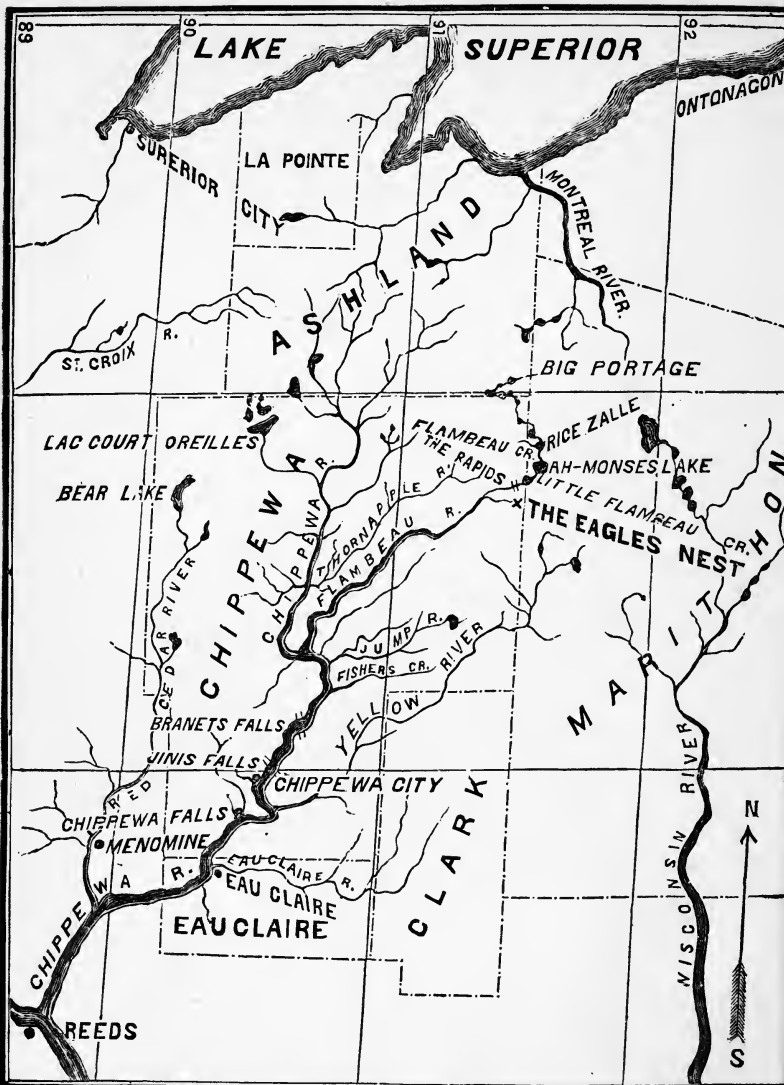 89
90
91
92
LAKE SUPERIOR
ONTONAGON
SUPERIOR CITY
LA POINTE
MONTREAL RIVER.
ASHLAND
ST. CROIX R.
BIG PORTAGE
LAC COURT OREILLES
FLAMBEAU CR.
RICE ZALLE
THE RAPIDS
AH-MONSES LAKE
BEAR LAKE
LITTLE FLAMBEAU CR.
THE EAGLES NEST
CHIPPEWA
CHIPPEWA R.
THORNAPPLE R.
FLAMBEAU R.
MARITHON
CEDAR RIVER
JUMP R.
FISHERS CR.
YELLOW RIVER
BRANETS FALLS
JINIS FALLS
CHIPPEWA CITY
RED
CHIPPEWA FALLS
MENOMINE
CLARK
WISCONSIN RIVER
N
EAU CLAIRE R.
EAU CLAIRE
EAU CLAIRE
CHIPPEWA R.
REEDS
S